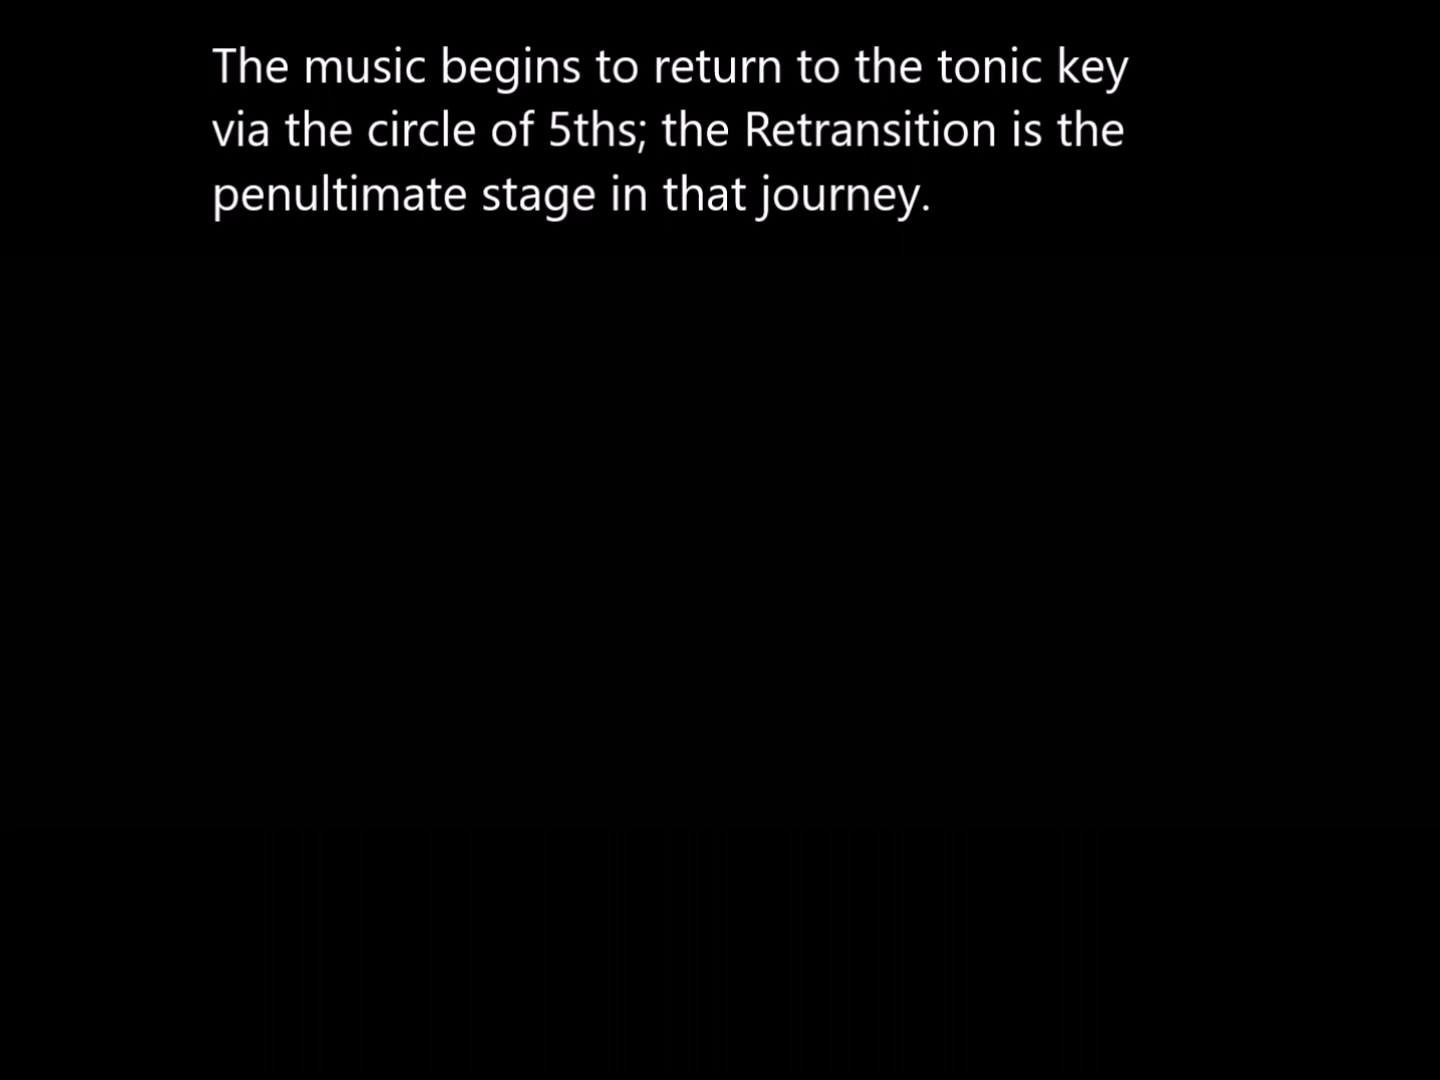 The music begins to return to the tonic key
via the circle of 5ths; the Retransition is the
penultimate stage in that journey.